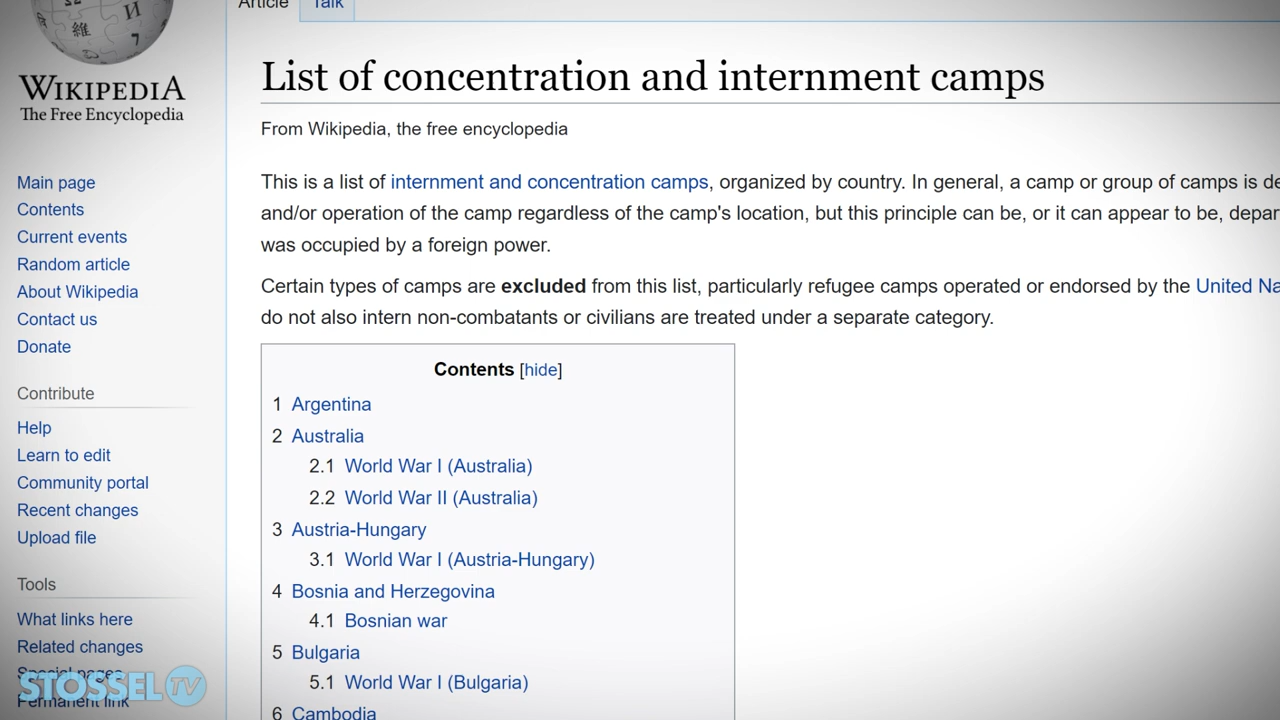 Article Talk
維 И
WIKIPEDIA
The Free Encyclopedia
List of concentration and internment camps
From Wikipedia, the free encyclopedia
This is a list of internment and concentration camps, organized by country. In general, a camp or group of camps is de
and/or operation of the camp regardless of the camp's location, but this principle can be, or it can appear to be, depar
was occupied by a foreign power.
Certain types of camps are excluded from this list, particularly refugee camps operated or endorsed by the United Na
do not also intern non-combatants or civilians are treated under a separate category.
Main page
Contents
Current events
Random article
About Wikipedia
Contact us
Donate
Contribute
Help
Learn to edit
Community portal
Recent changes
Upload file
Tools
What links here
Related changes
Special pages
Permanent link
Contents [hide]
1 Argentina
2 Australia
2.1 World War I (Australia)
2.2 World War II (Australia)
3 Austria-Hungary
3.1 World War I (Austria-Hungary)
4 Bosnia and Herzegovina
4.1 Bosnian war
5 Bulgaria
5.1 World War I (Bulgaria)
6 Cambodia
STOSSEL TV